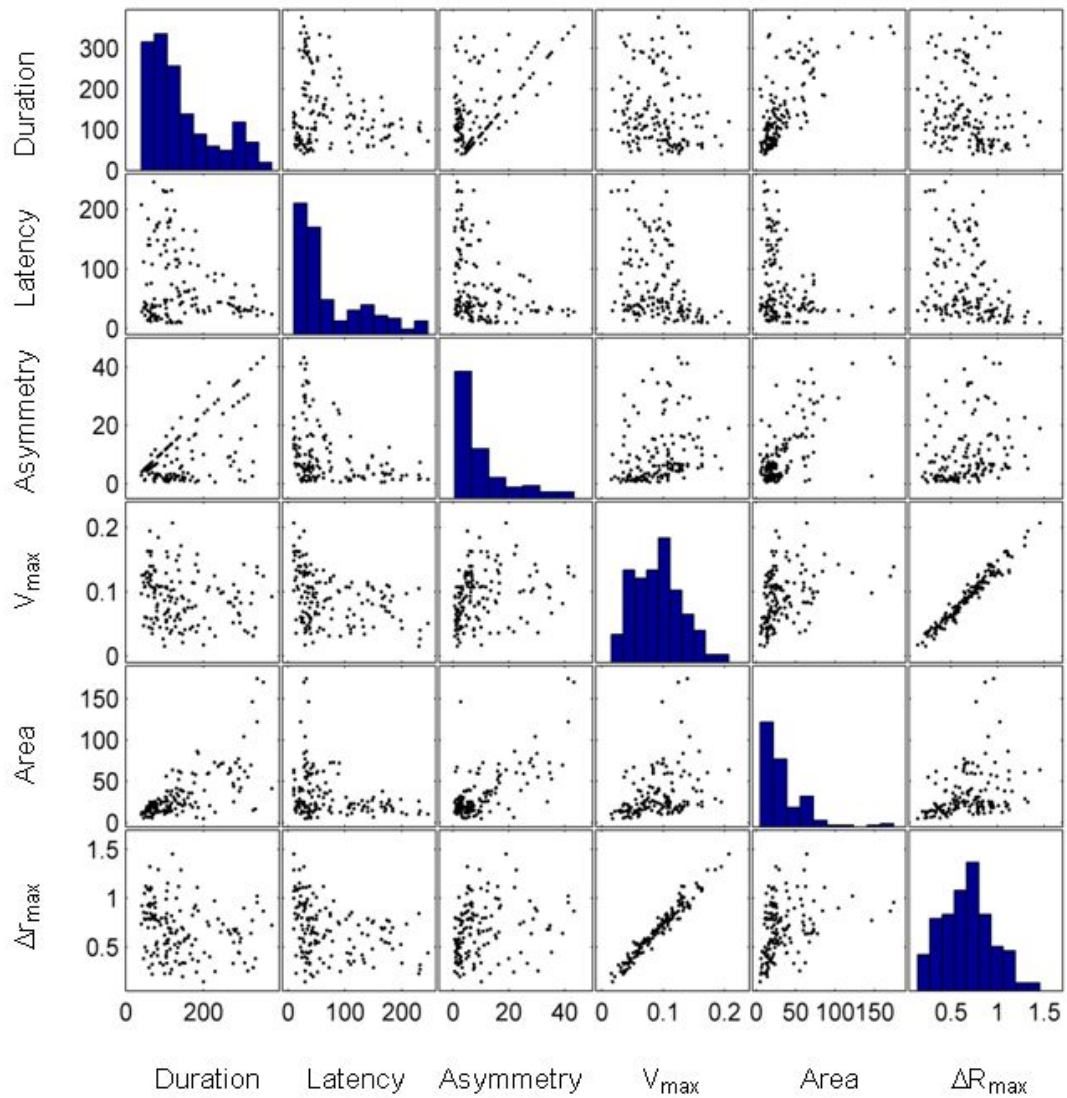 Duration
300
200
100
0
Latency
200
100
0
Asymmetry
40
20
0
Vmax
0.2
0.1
0
Area
150
100
50
0
Δrmax
1.5
1
0.5
0 200 0 100 200 0 20 40 0 0.1 0.2 0 50 100 150 0.5 1 1.5
Duration Latency Asymmetry Vmax Area ΔRmax